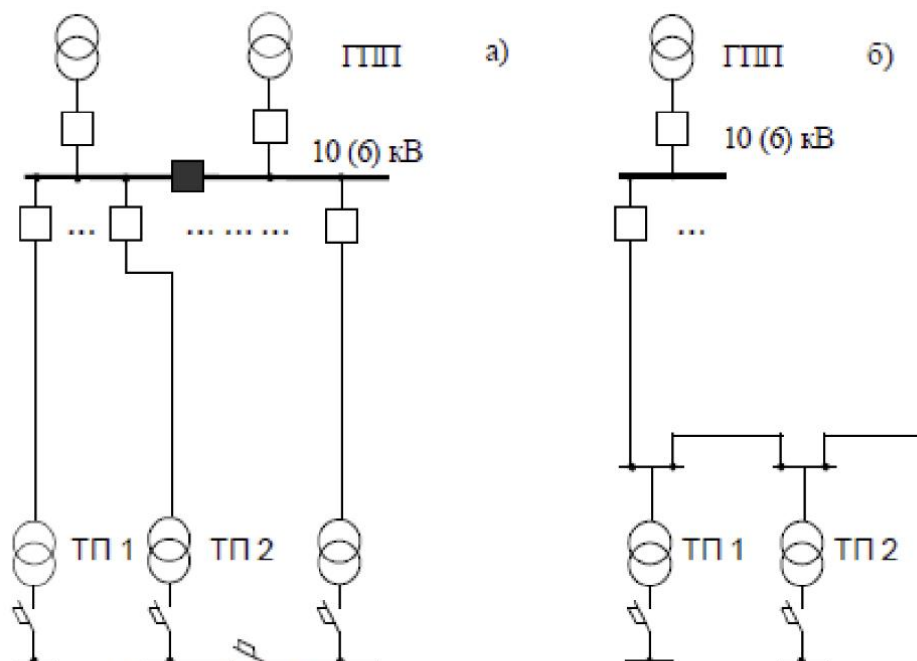 ГПП а) ГПП б)
10 (6) кВ 10 (6) кВ
... ... ... ... ...
ТП 1 ТП 2 ТП 1 ТП 2